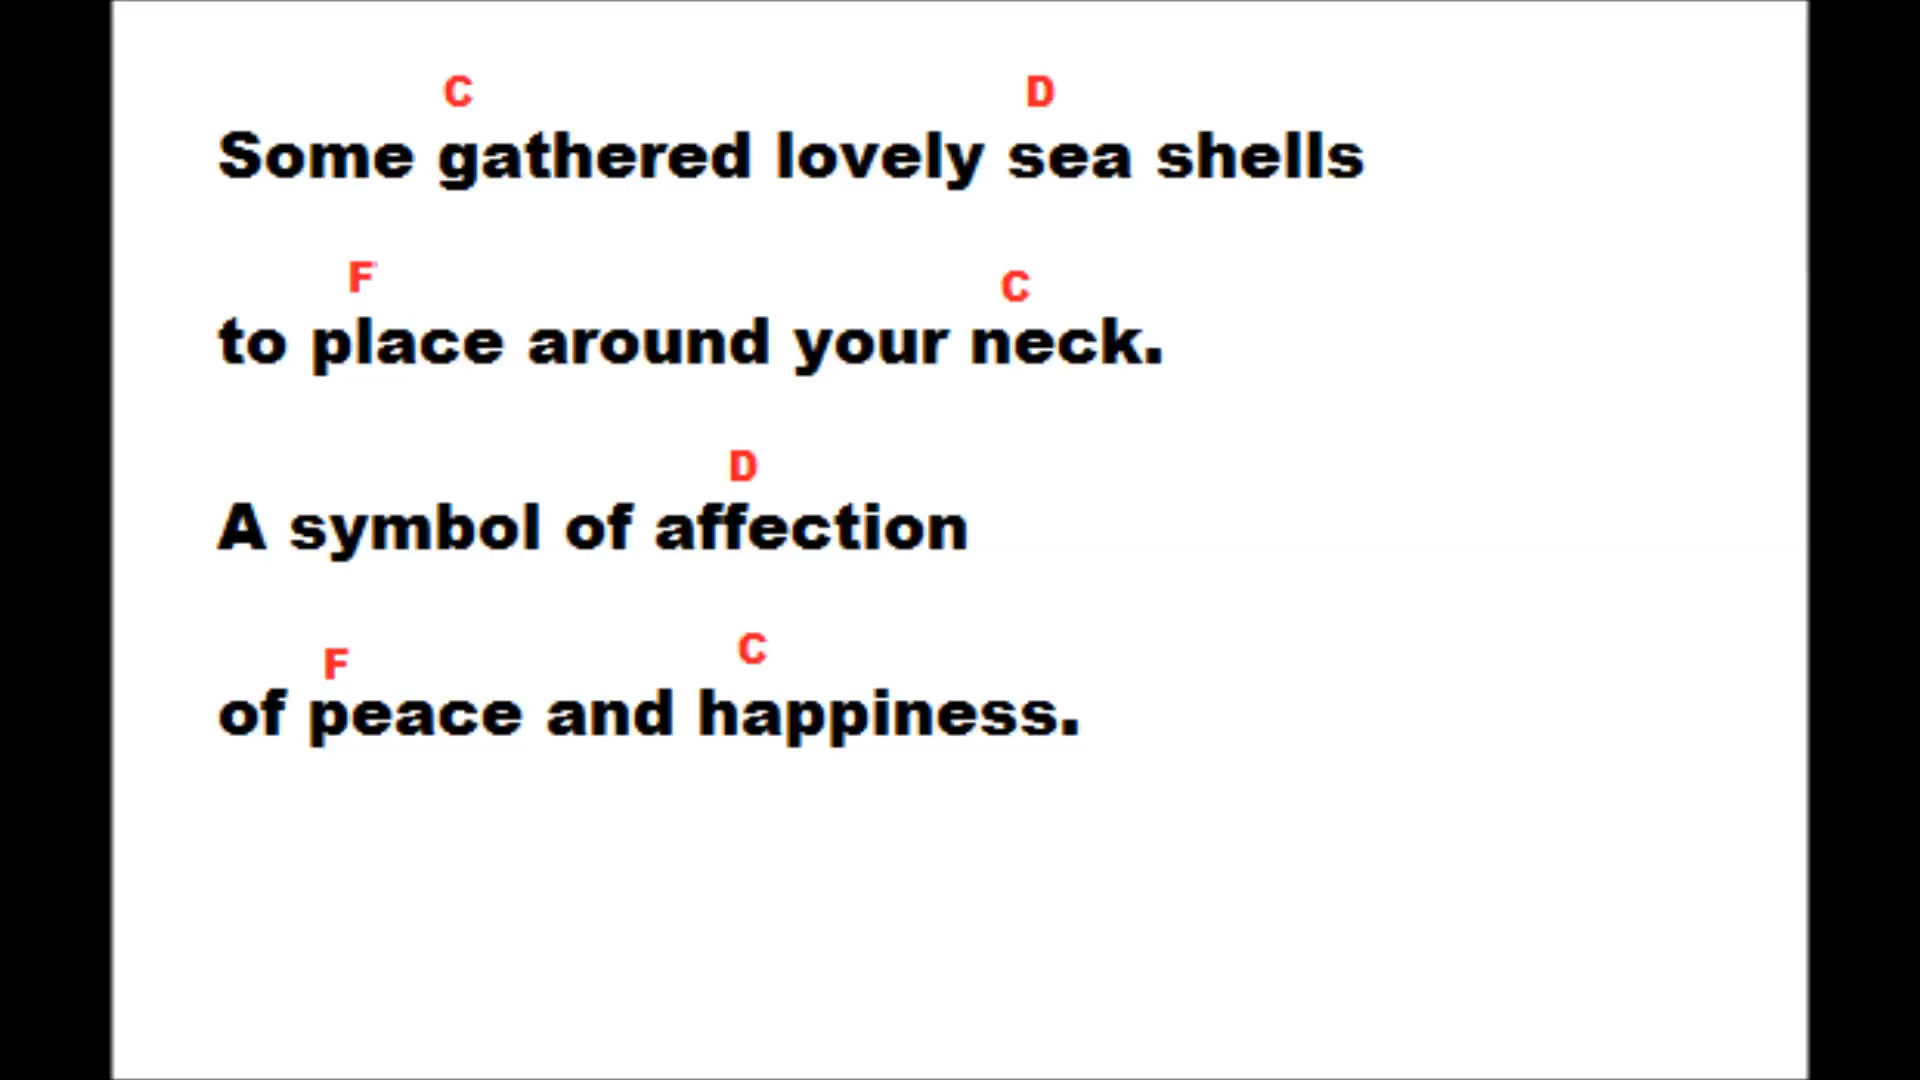 C D
Some gathered lovely sea shells
F C
to place around your neck.
D
A symbol of affection
F C
of peace and happiness.